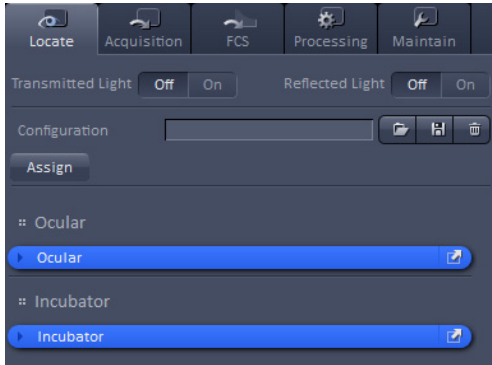 Locate Acquisition FCS Processing Maintain
Transmitted Light Off On Reflected Light Off On
Configuration
Assign
Ocular
Ocular
Incubator
Incubator